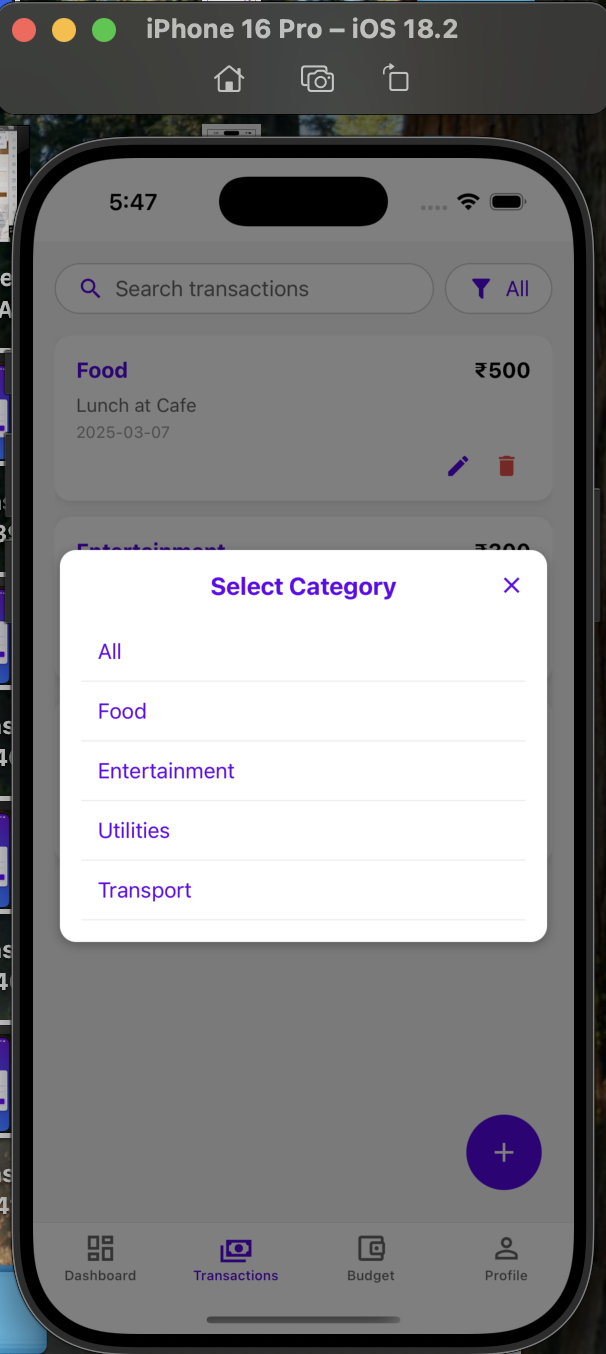 iPhone 16 Pro – iOS 18.2
5:47
Search transactions
All
Food
₹500
Lunch at Cafe
2025-03-07
Entertainment
₹200
Select Category
All
Food
Entertainment
Utilities
Transport
Dashboard
Transactions
Budget
Profile